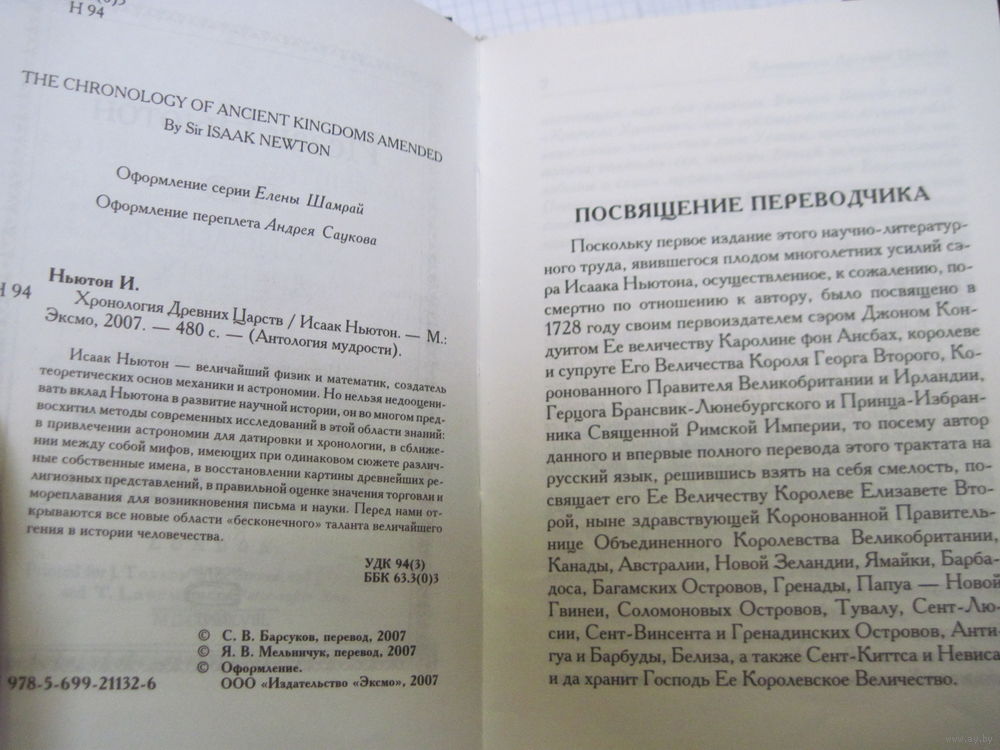 Н 94
THE CHRONOLOGY OF ANCIENT KINGDOMS AMENDED
By Sir ISAAK NEWTON
Оформление серии Елены Шамрай
Оформление переплета Андрея Саукова
Ньютон И.
Н 94
Хронология Древних Царств / Исаак Ньютон. — М.:
Эксмо, 2007. — 480 с. — (Антология мудрости).
Исаак Ньютон — величайший физик и математик, создатель
теоретических основ механики и астрономии. Но нельзя недооцени-
вать вклад Ньютона в развитие научной истории, он во многом пред-
восхитил методы современных исследований в этой области знаний:
в привлечении астрономии для датировки и хронологии, в сближе-
нии между собой мифов, имеющих при одинаковом сюжете различ-
ные собственные имена, в восстановлении картины древнейших ре-
лигиозных представлений, в правильной оценке значения торговли и
мореплавания для возникновения письма и науки. Перед нами от-
крываются все новые области «бесконечного» таланта величайшего
гения в истории человечества.
УДК 94(3)
ББК 63.3(0)3
© С. В. Барсуков, перевод, 2007
© Я. В. Мельничук, перевод, 2007
© Оформление.
ООО «Издательство «Эксмо», 2007
978-5-699-21132-6
ПОСВЯЩЕНИЕ ПЕРЕВОДЧИКА
Поскольку первое издание этого научно-литератур-
ного труда, явившегося плодом многолетних усилий сэ-
ра Исаака Ньютона, осуществленное, к сожалению, по-
смертно по отношению к автору, было посвящено в
1728 году своим первоиздателем сэром Джоном Кон-
дуитом Ее величеству Каролине фон Ансбах, королеве
и супруге Его Величества Короля Георга Второго, Ко-
ронованного Правителя Великобритании и Ирландии,
Герцога Брансвик-Люнебургского и Принца-Избран-
ника Священной Римской Империи, то посему автор
данного и впервые полного перевода этого трактата на
русский язык, решившись взять на себя смелость, по-
свящает его Ее Величеству Королеве Елизавете Вто-
рой, ныне здравствующей Коронованной Правитель-
нице Объединенного Королевства Великобритании,
Канады, Австралии, Новой Зеландии, Ямайки, Барба-
доса, Багамских Островов, Гренады, Папуа — Новой
Гвинеи, Соломоновых Островов, Тувалу, Сент-Лю-
сии, Сент-Винсента и Гренадинских Островов, Анти-
гуа и Барбуды, Белиза, а также Сент-Киттса и Невиса
и да хранит Господь Ее Королевское Величество.
www.ay.by